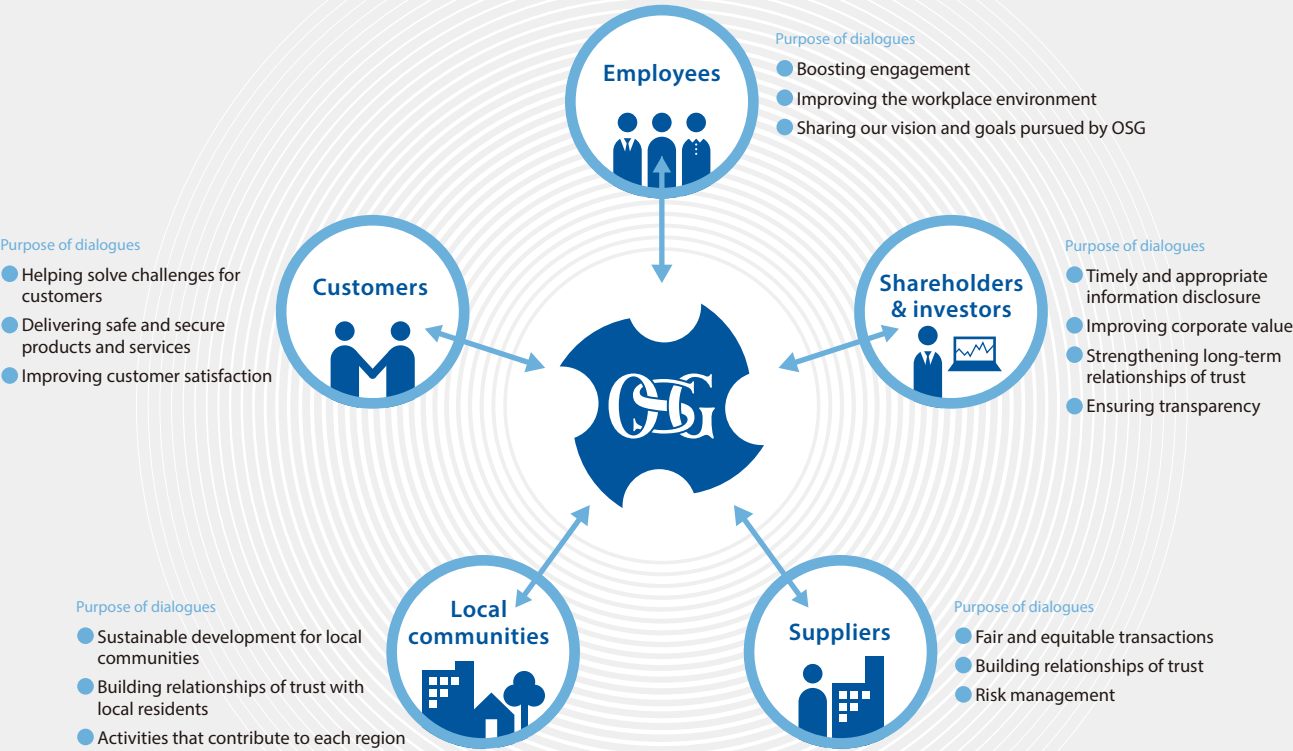 Employees
Purpose of dialogues
Boosting engagement
Improving the workplace environment
Sharing our vision and goals pursued by OSG
Customers
Purpose of dialogues
Helping solve challenges for
customers
Delivering safe and secure
products and services
Improving customer satisfaction
Shareholders
& investors
Purpose of dialogues
Timely and appropriate
information disclosure
Improving corporate value
Strengthening long-term
relationships of trust
Ensuring transparency
OSG
Local
communities
Purpose of dialogues
Sustainable development for local
communities
Building relationships of trust with
local residents
Activities that contribute to each region
Suppliers
Purpose of dialogues
Fair and equitable transactions
Building relationships of trust
Risk management